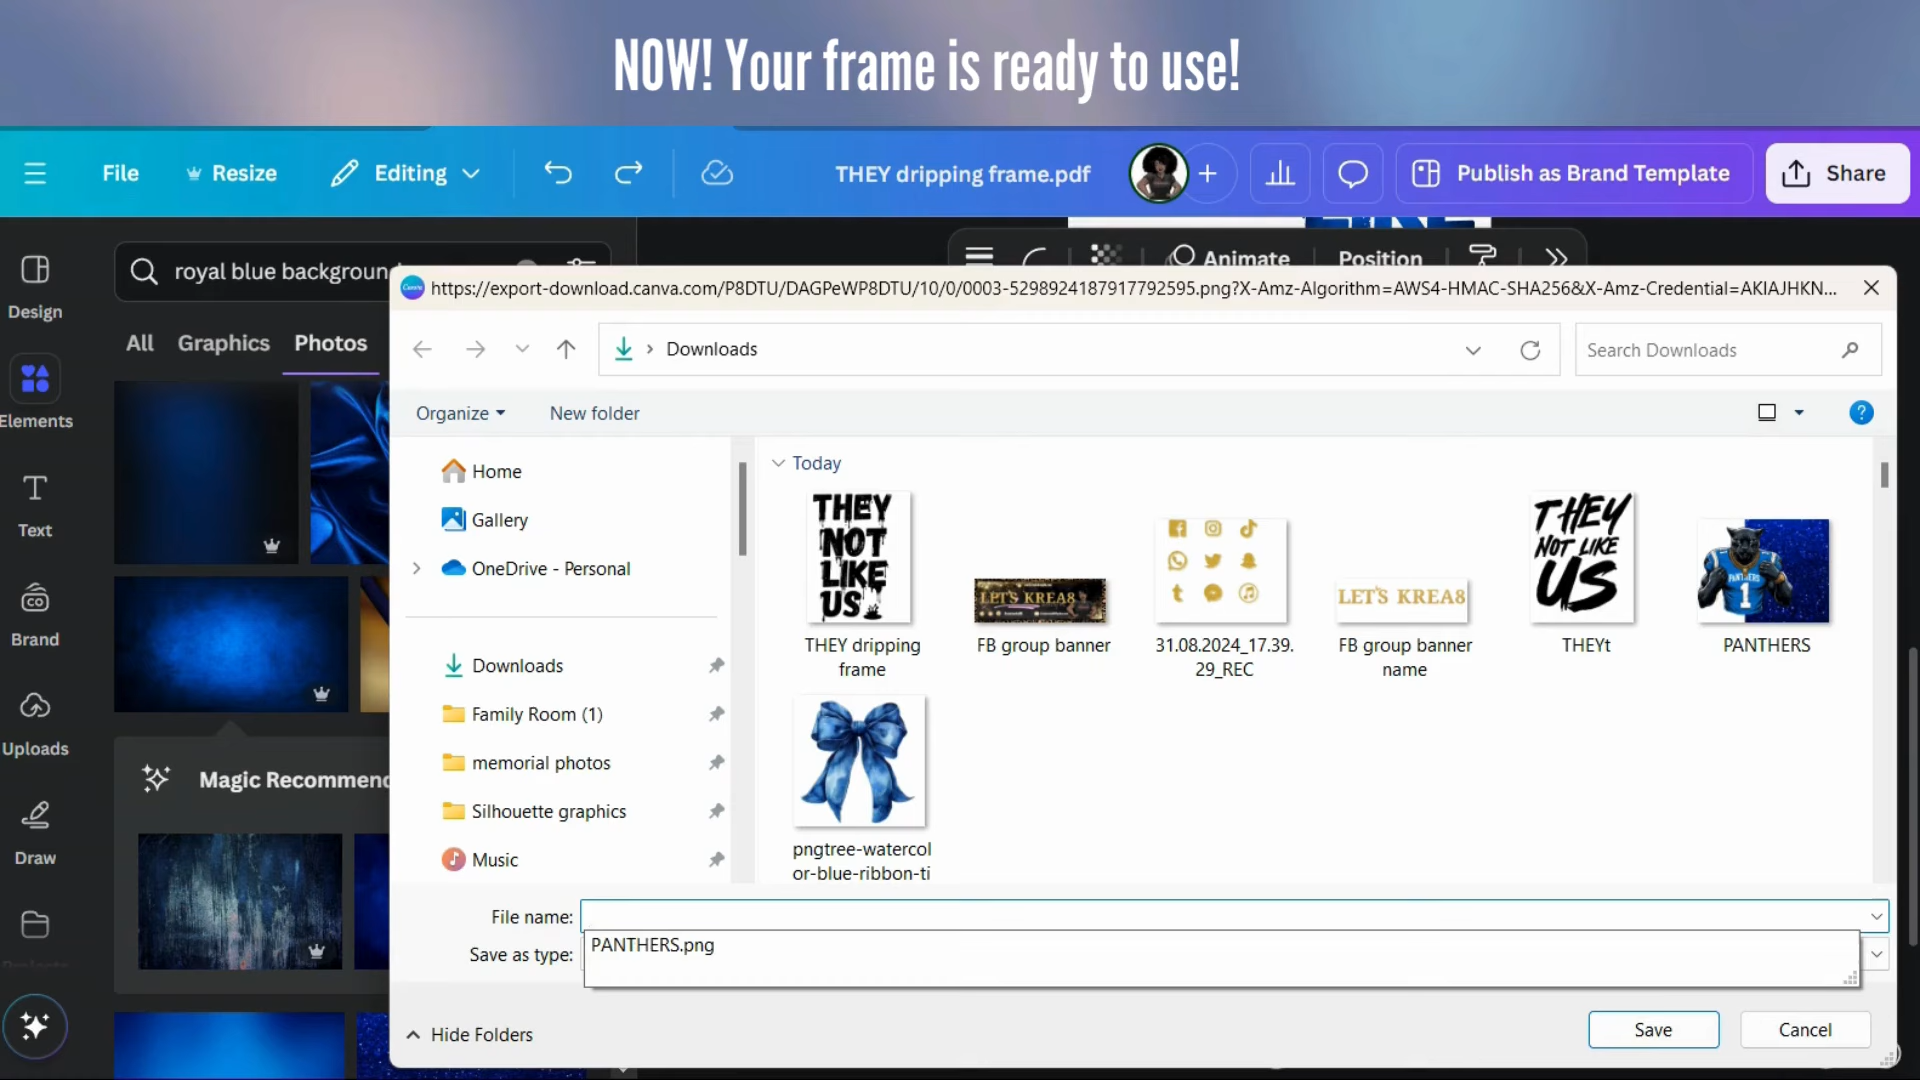 NOW! Your frame is ready to use!
File
Resize
Editing
THEY dripping frame.pdf
Publish as Brand Template
Share
Design
Elements
Text
Brand
Uploads
Draw
royal blue background
All
Graphics
Photos
Magic Recommend
Animate
Position
https://export-download.canva.com/P8DTU/DAGPeWP8DTU/10/0/0003-5298924187917792595.png?X-Amz-Algorithm=AWS4-HMAC-SHA256&X-Amz-Credential=AKIAJHKN...
Downloads
Search Downloads
Organize
New folder
Home
Gallery
OneDrive - Personal
Downloads
Family Room (1)
memorial photos
Silhouette graphics
Music
Today
THEY
NOT
LIKE
US
THEY dripping
frame
LET'S KREA8
FB group banner
31.08.2024_17.39.
29_REC
LET'S KREA8
FB group banner
name
THEY
NOT LIKE
US
THEYt
PANTHERS
1
PANTHERS
pngtree-watercol
or-blue-ribbon-ti
File name:
PANTHERS.png
Save as type:
Hide Folders
Save
Cancel